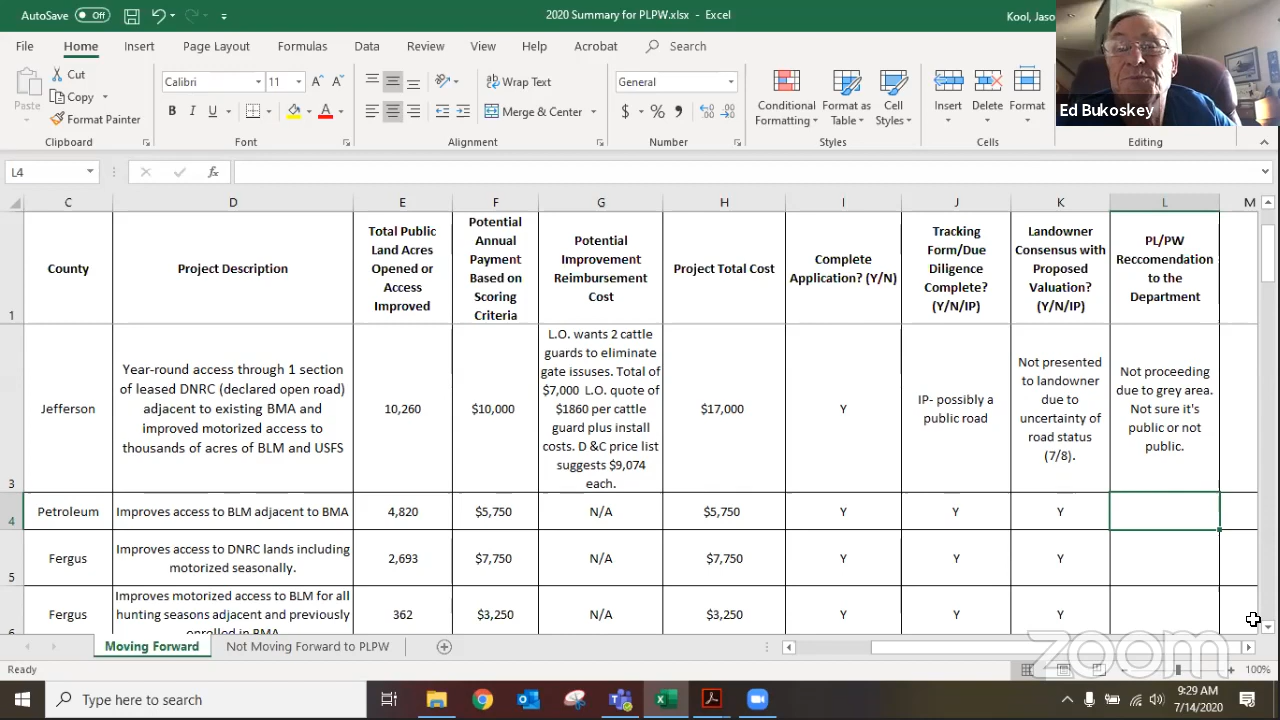 AutoSave Off
2020 Summary for PLPW.xlsx - Excel
Kool, Jaso
File Home Insert Page Layout Formulas Data Review View Help Acrobat Search
Cut
Copy
Format Painter
Paste
Clipboard
Calibri 11
B I U
Font
Wrap Text
Merge & Center
Alignment
General
$ % ,
Number
Conditional Formatting
Format as Table
Cell Styles
Styles
Insert Delete Format
Cells
Editing
Ed Bukoskey
L4
fx
C D E F G H I J K L M
1
County
Project Description
Total Public
Land Acres
Opened or
Access
Improved
Potential
Annual
Payment
Based on
Scoring
Criteria
Potential
Improvement
Reimbursement
Cost
Project Total Cost
Complete
Application? (Y/N)
Tracking
Form/Due
Diligence
Complete?
(Y/N/IP)
Landowner
Consensus with
Proposed
Valuation?
(Y/N/IP)
PL/PW
Reccomendation
to the
Department
3
Jefferson
Year-round access through 1 section
of leased DNRC (declared open road)
adjacent to existing BMA and
improved motorized access to
thousands of acres of BLM and USFS
10,260
$10,000
L.O. wants 2 cattle
guards to eliminate
gate issuses. Total of
$7,000 L.O. quote of
$1860 per cattle
guard plus install
costs. D &C price list
suggests $9,074
each.
$17,000
Y
IP- possibly a
public road
Not presented
to landowner
due to
uncertainty of
road status
(7/8).
Not proceeding
due to grey area.
Not sure it's
public or not
public.
4
Petroleum Improves access to BLM adjacent to BMA 4,820 $5,750 N/A $5,750 Y Y Y
5
Fergus
Improves access to DNRC lands including
motorized seasonally.
2,693 $7,750 N/A $7,750 Y Y Y
Fergus
Improves motorized access to BLM for all
hunting seasons adjacent and previously
enrolled in BMA
362 $3,250 N/A $3,250 Y Y Y
Moving Forward Not Moving Forward to PLPW
zoom
Ready
100%
Type here to search
9:29 AM
7/14/2020